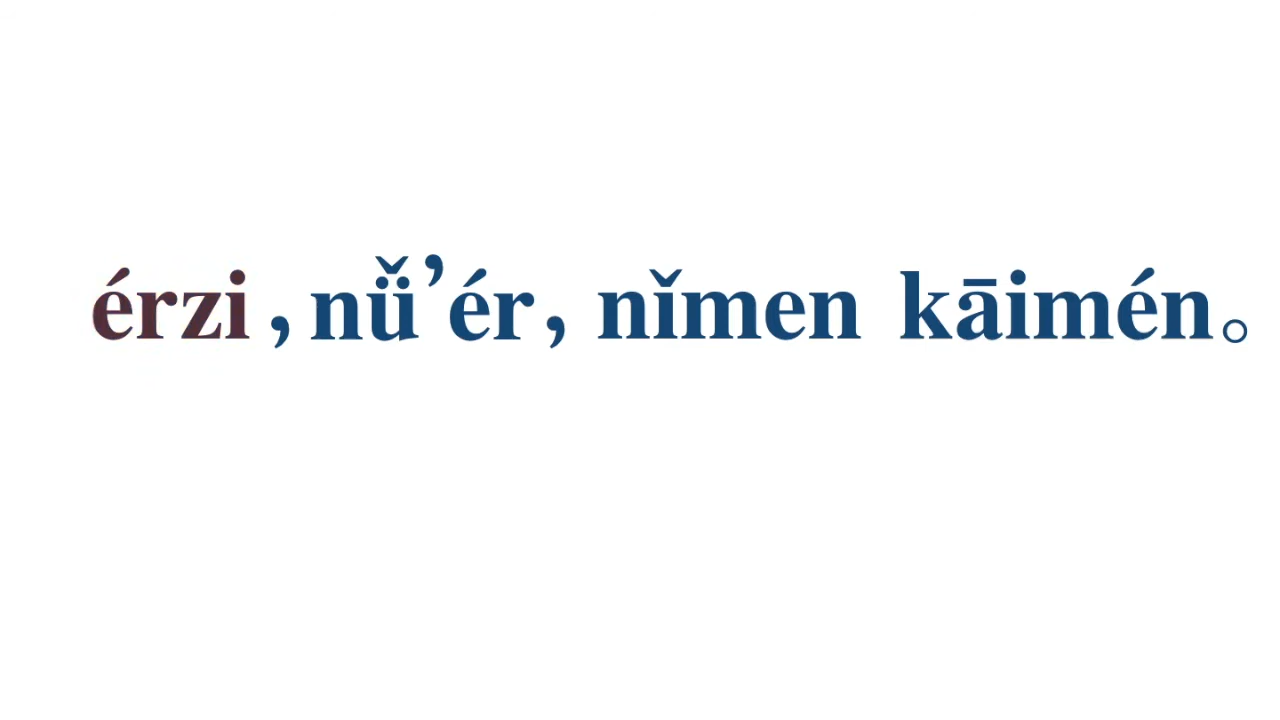 érzi , nǚ’ér, nǐmen kāimén。